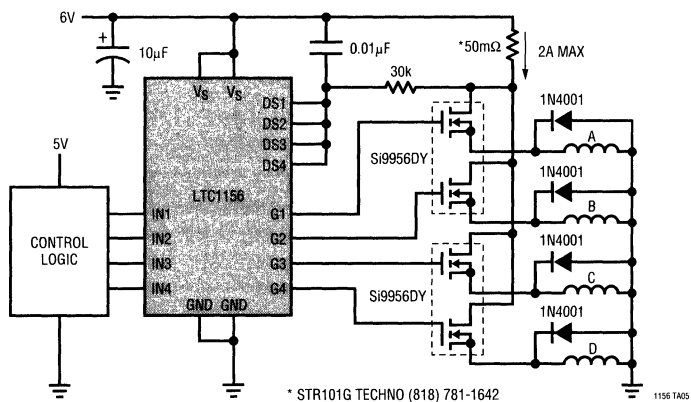 6V
+
10µF
0.01µF
*50mΩ
2A MAX
30k
VS VS
DS1
DS2
DS3
DS4
LTC1156
5V
CONTROL
LOGIC
IN1
IN2
IN3
IN4
G1
G2
G3
G4
GND GND
Si9956DY
Si9956DY
1N4001
A
1N4001
B
1N4001
C
1N4001
D
* STR101G TECHNO (818) 781-1642
1156 TA05